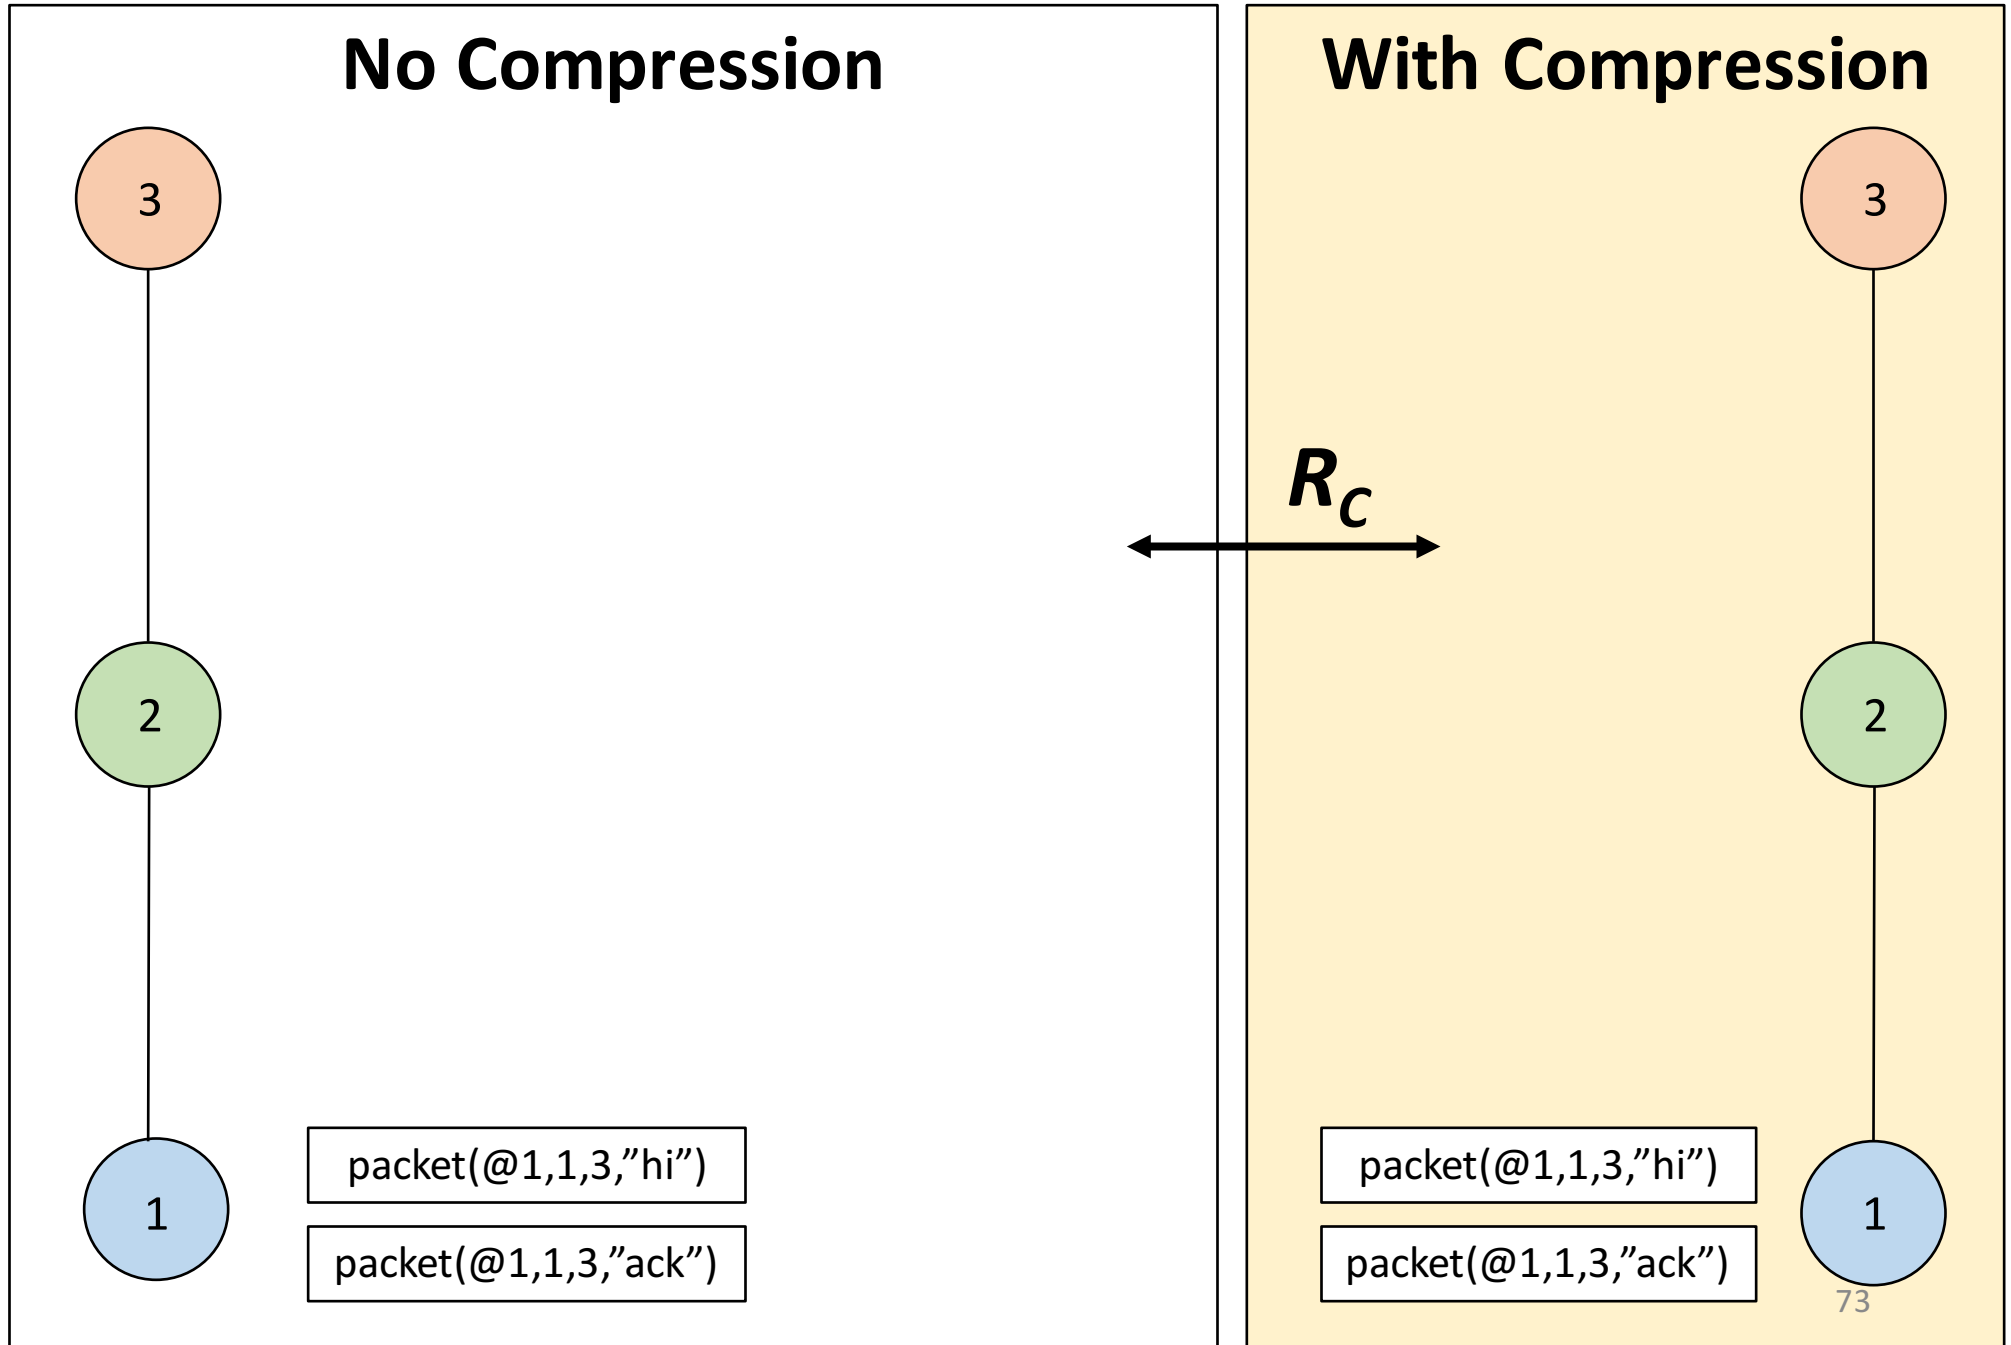 No Compression
3
2
1
packet(@1,1,3,”hi”)
packet(@1,1,3,”ack”)
R_C
With Compression
3
2
1
packet(@1,1,3,”hi”)
packet(@1,1,3,”ack”)
73